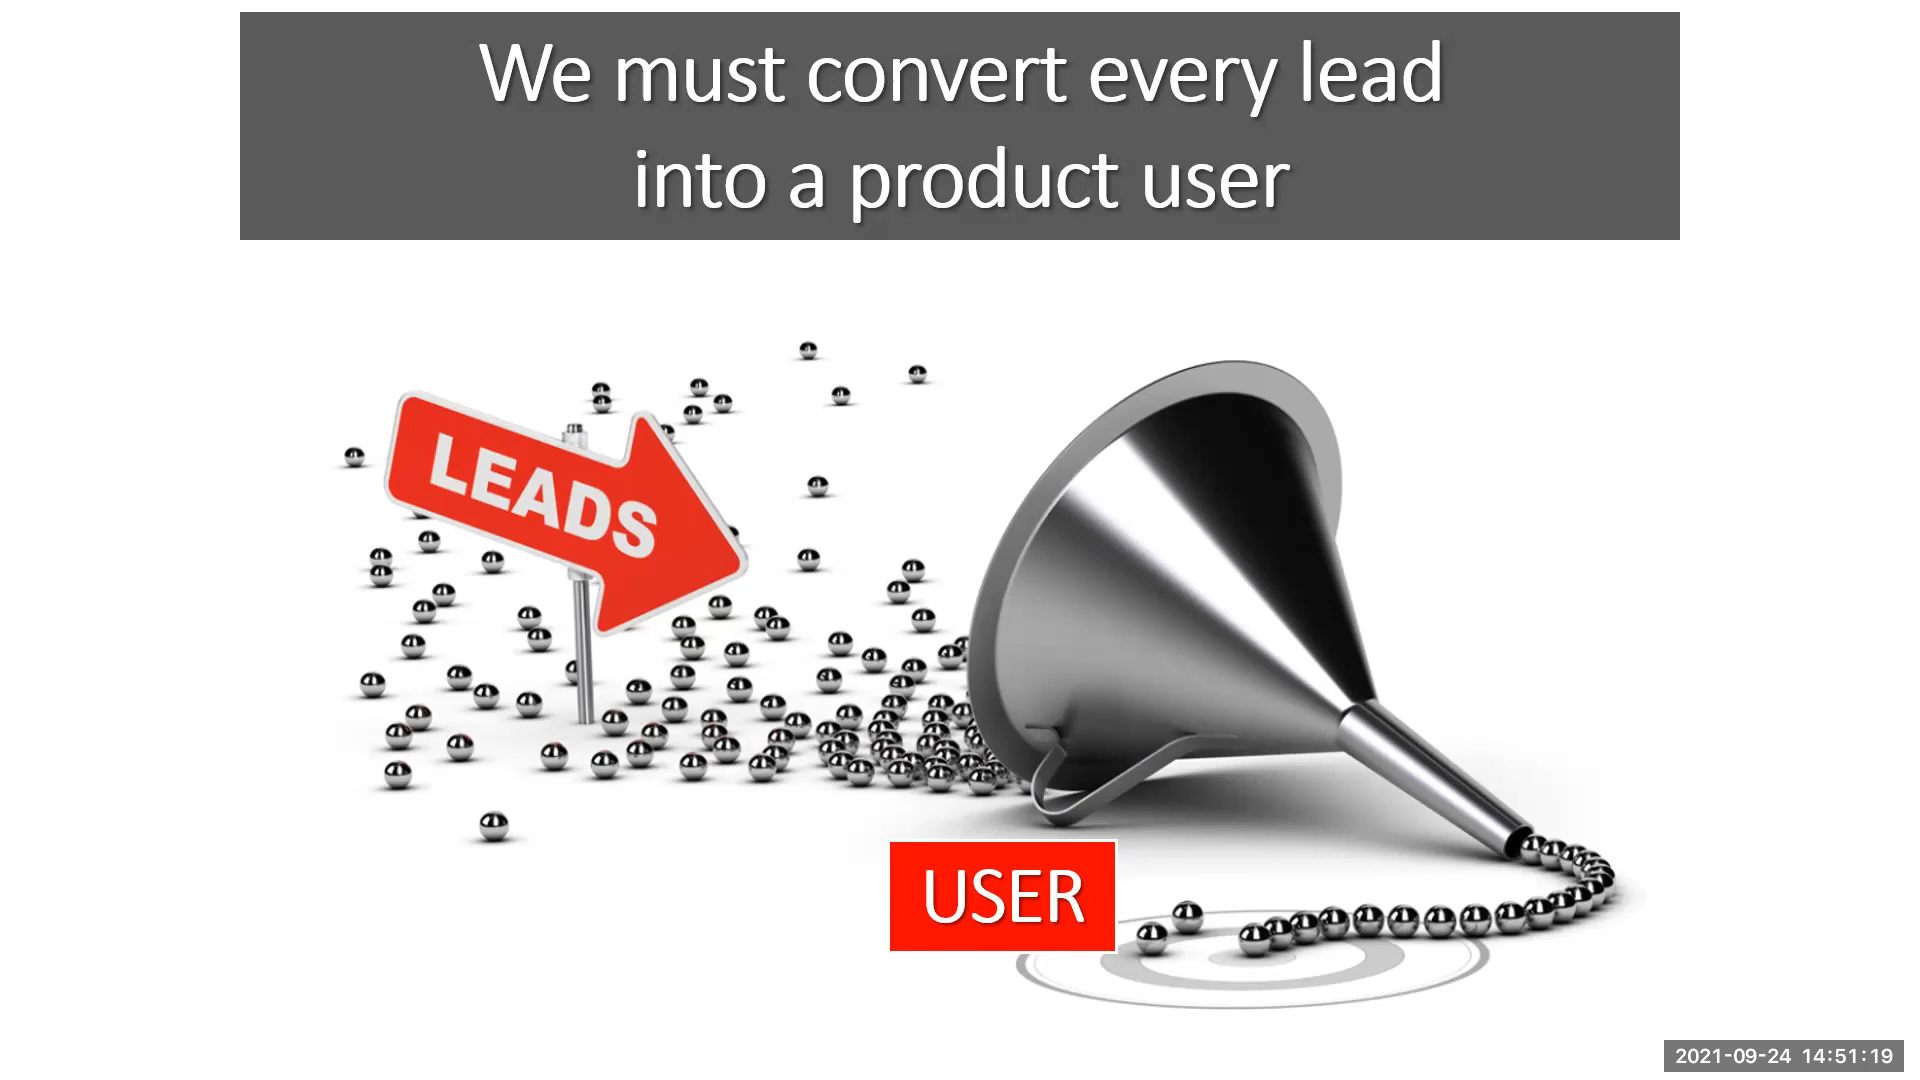 We must convert every lead
into a product user
LEADS
USER
2021-09-24 14:51:19